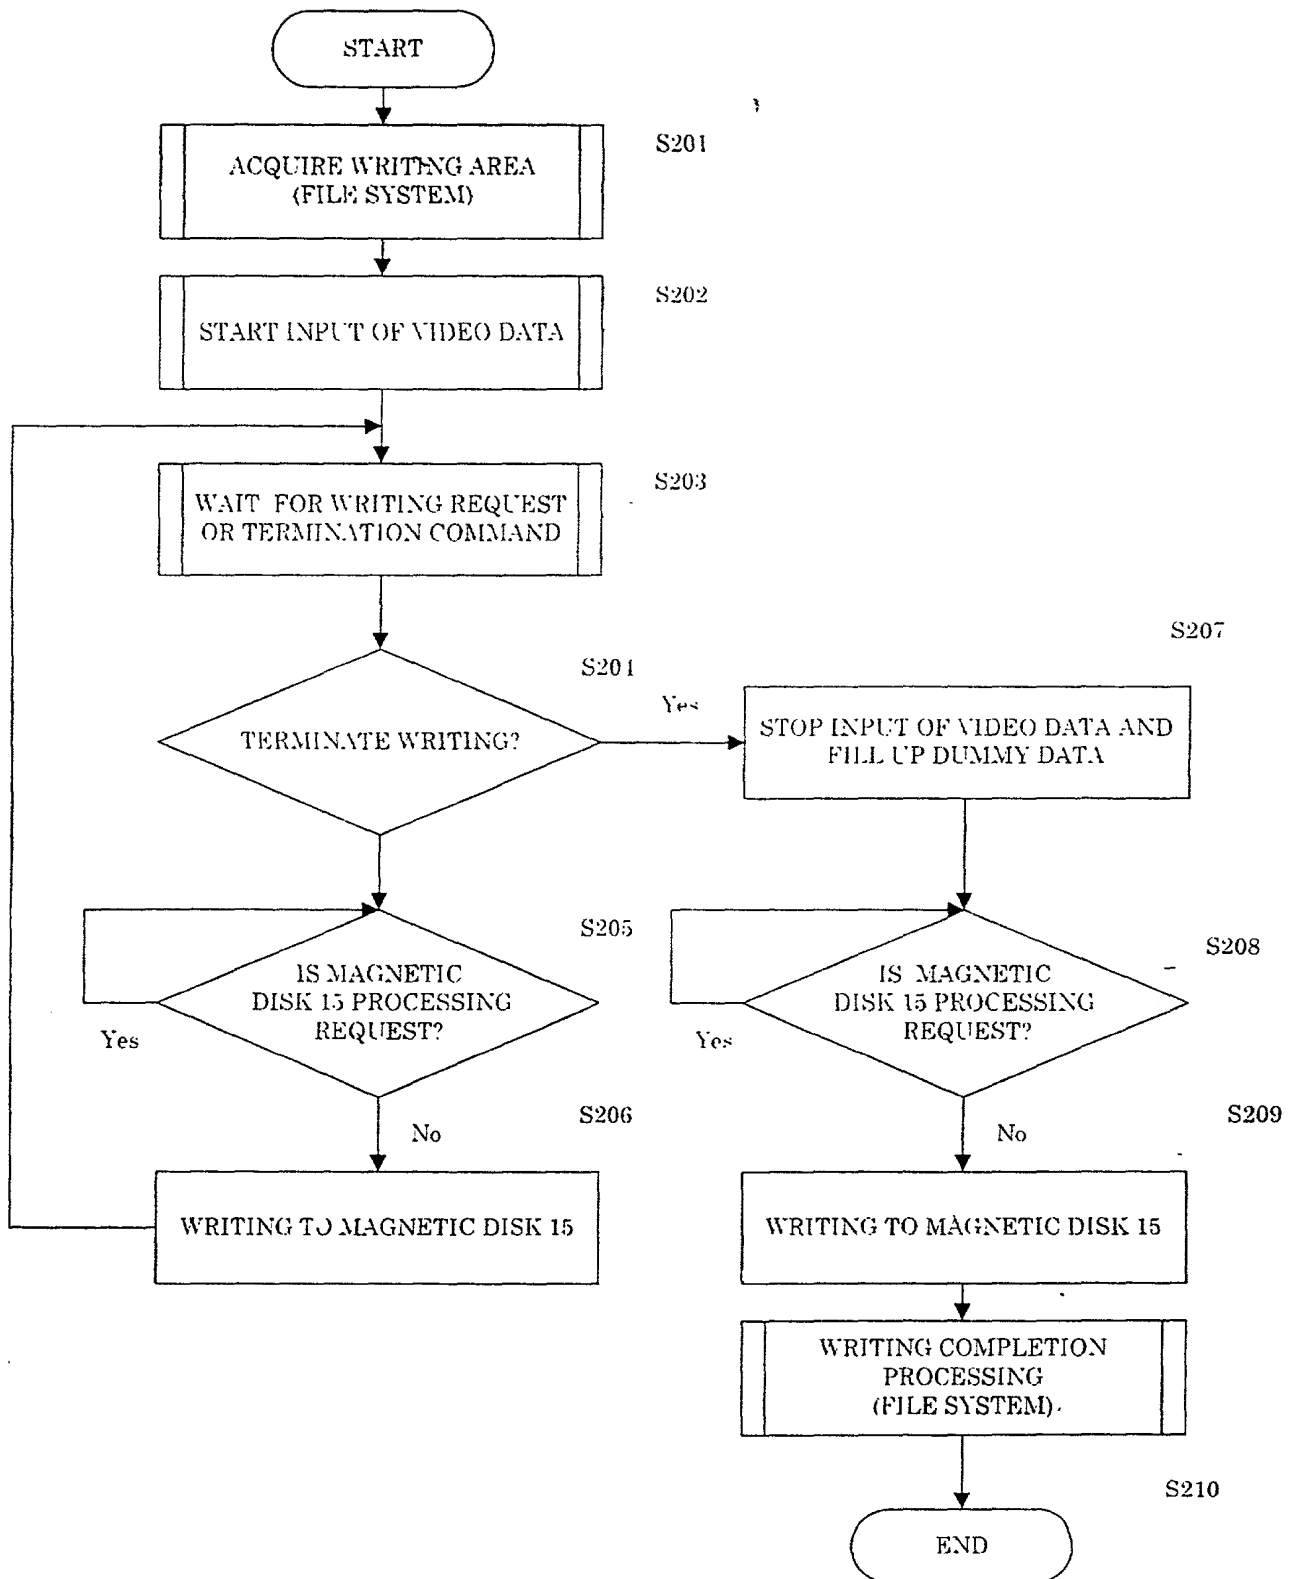 START
S201
ACQUIRE WRITING AREA
(FILE SYSTEM)
S202
START INPUT OF VIDEO DATA
S203
WAIT FOR WRITING REQUEST
OR TERMINATION COMMAND
S207
S204
Yes
TERMINATE WRITING?
STOP INPUT OF VIDEO DATA AND
FILL UP DUMMY DATA
S205
S208
IS MAGNETIC
DISK 15 PROCESSING
REQUEST?
Yes
IS MAGNETIC
DISK 15 PROCESSING
REQUEST?
Yes
S206
No
S209
No
WRITING TO MAGNETIC DISK 15
WRITING TO MAGNETIC DISK 15
WRITING COMPLETION
PROCESSING
(FILE SYSTEM)
S210
END